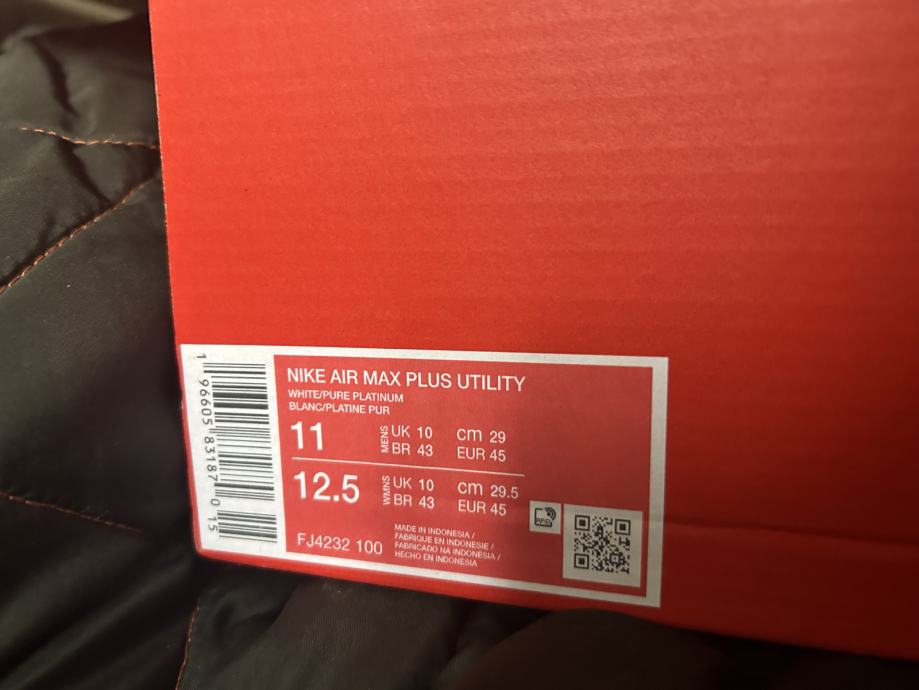 NIKE AIR MAX PLUS UTILITY
WHITE/PURE PLATINUM
BLANC/PLATINE PUR
11 MENS UK 10 cm 29
BR 43 EUR 45
12.5 WMNS UK 10 cm 29.5
BR 43 EUR 45
FJ4232 100
MADE IN INDONESIA /
FABRIQUE EN INDONESIE /
FABRICADO NA INDONESIA /
HECHO EN INDONESIA
RFID
1 96605 83187 0 15